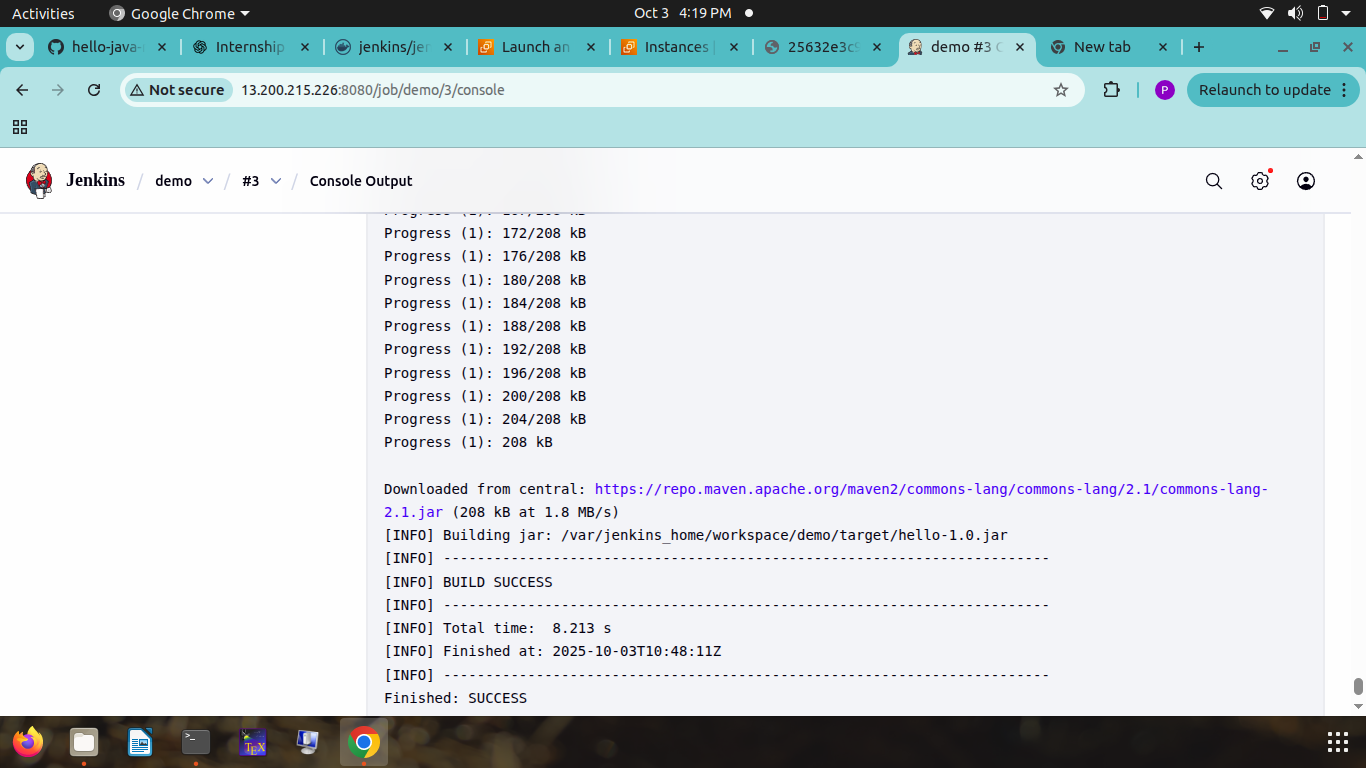 Activities
Google Chrome
Oct 3 4:19 PM
hello-java-
Internship
jenkins/jen
Launch an
Instances |
25632e3c9
demo #3 C
New tab
Not secure
13.200.215.226:8080/job/demo/3/console
P
Relaunch to update
Jenkins / demo / #3 / Console Output
Progress (1): 172/208 kB
Progress (1): 176/208 kB
Progress (1): 180/208 kB
Progress (1): 184/208 kB
Progress (1): 188/208 kB
Progress (1): 192/208 kB
Progress (1): 196/208 kB
Progress (1): 200/208 kB
Progress (1): 204/208 kB
Progress (1): 208 kB
Downloaded from central: https://repo.maven.apache.org/maven2/commons-lang/commons-lang/2.1/commons-lang-
2.1.jar (208 kB at 1.8 MB/s)
[INFO] Building jar: /var/jenkins_home/workspace/demo/target/hello-1.0.jar
[INFO] ------------------------------------------------------------------------
[INFO] BUILD SUCCESS
[INFO] ------------------------------------------------------------------------
[INFO] Total time:  8.213 s
[INFO] Finished at: 2025-10-03T10:48:11Z
[INFO] ------------------------------------------------------------------------
Finished: SUCCESS
>_
TEX